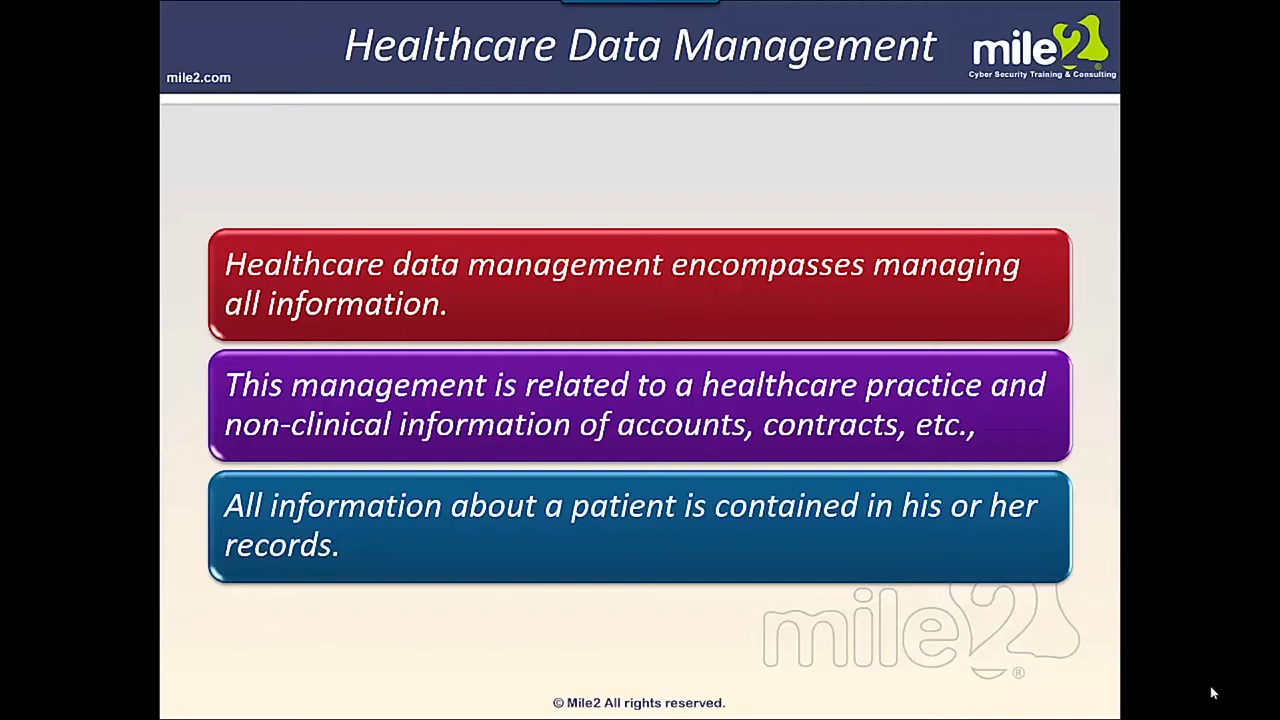 Healthcare Data Management
mile2
®
Cyber Security Training & Consulting
mile2.com
Healthcare data management encompasses managing
all information.
This management is related to a healthcare practice and
non-clinical information of accounts, contracts, etc.,
All information about a patient is contained in his or her
records.
mile2
®
© Mile2 All rights reserved.